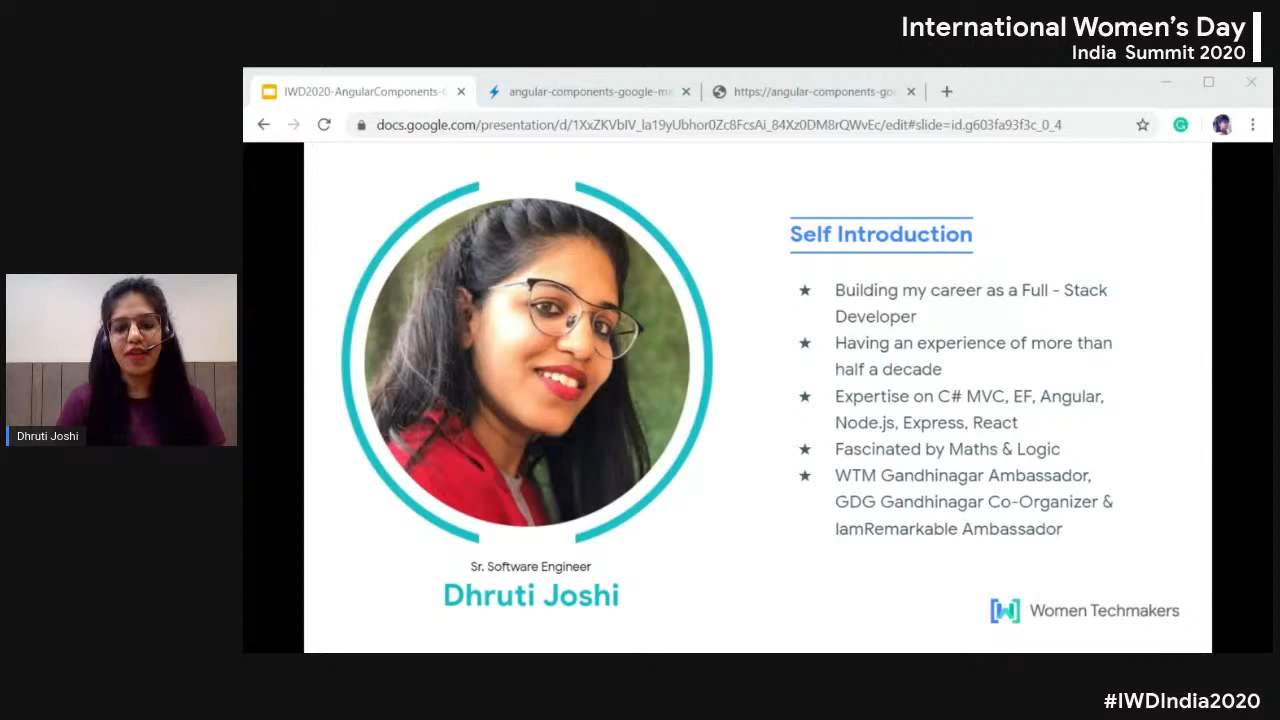 International Women's Day
India Summit 2020
IWD2020-AngularComponents-
angular-components-google-ma
https://angular-components-go
docs.google.com/presentation/d/1XxZKVbIV_la19yUbhor0Zc8FcsAi_84Xz0DM8rQWvEc/edit#slide=id.g603fa93f3c_0_4
Self Introduction
★ Building my career as a Full - Stack
Developer
★ Having an experience of more than
half a decade
★ Expertise on C# MVC, EF, Angular,
Node.js, Express, React
★ Fascinated by Maths & Logic
★ WTM Gandhinagar Ambassador,
GDG Gandhinagar Co-Organizer &
IamRemarkable Ambassador
Dhruti Joshi
Sr. Software Engineer
Dhruti Joshi
Women Techmakers
#IWDIndia2020